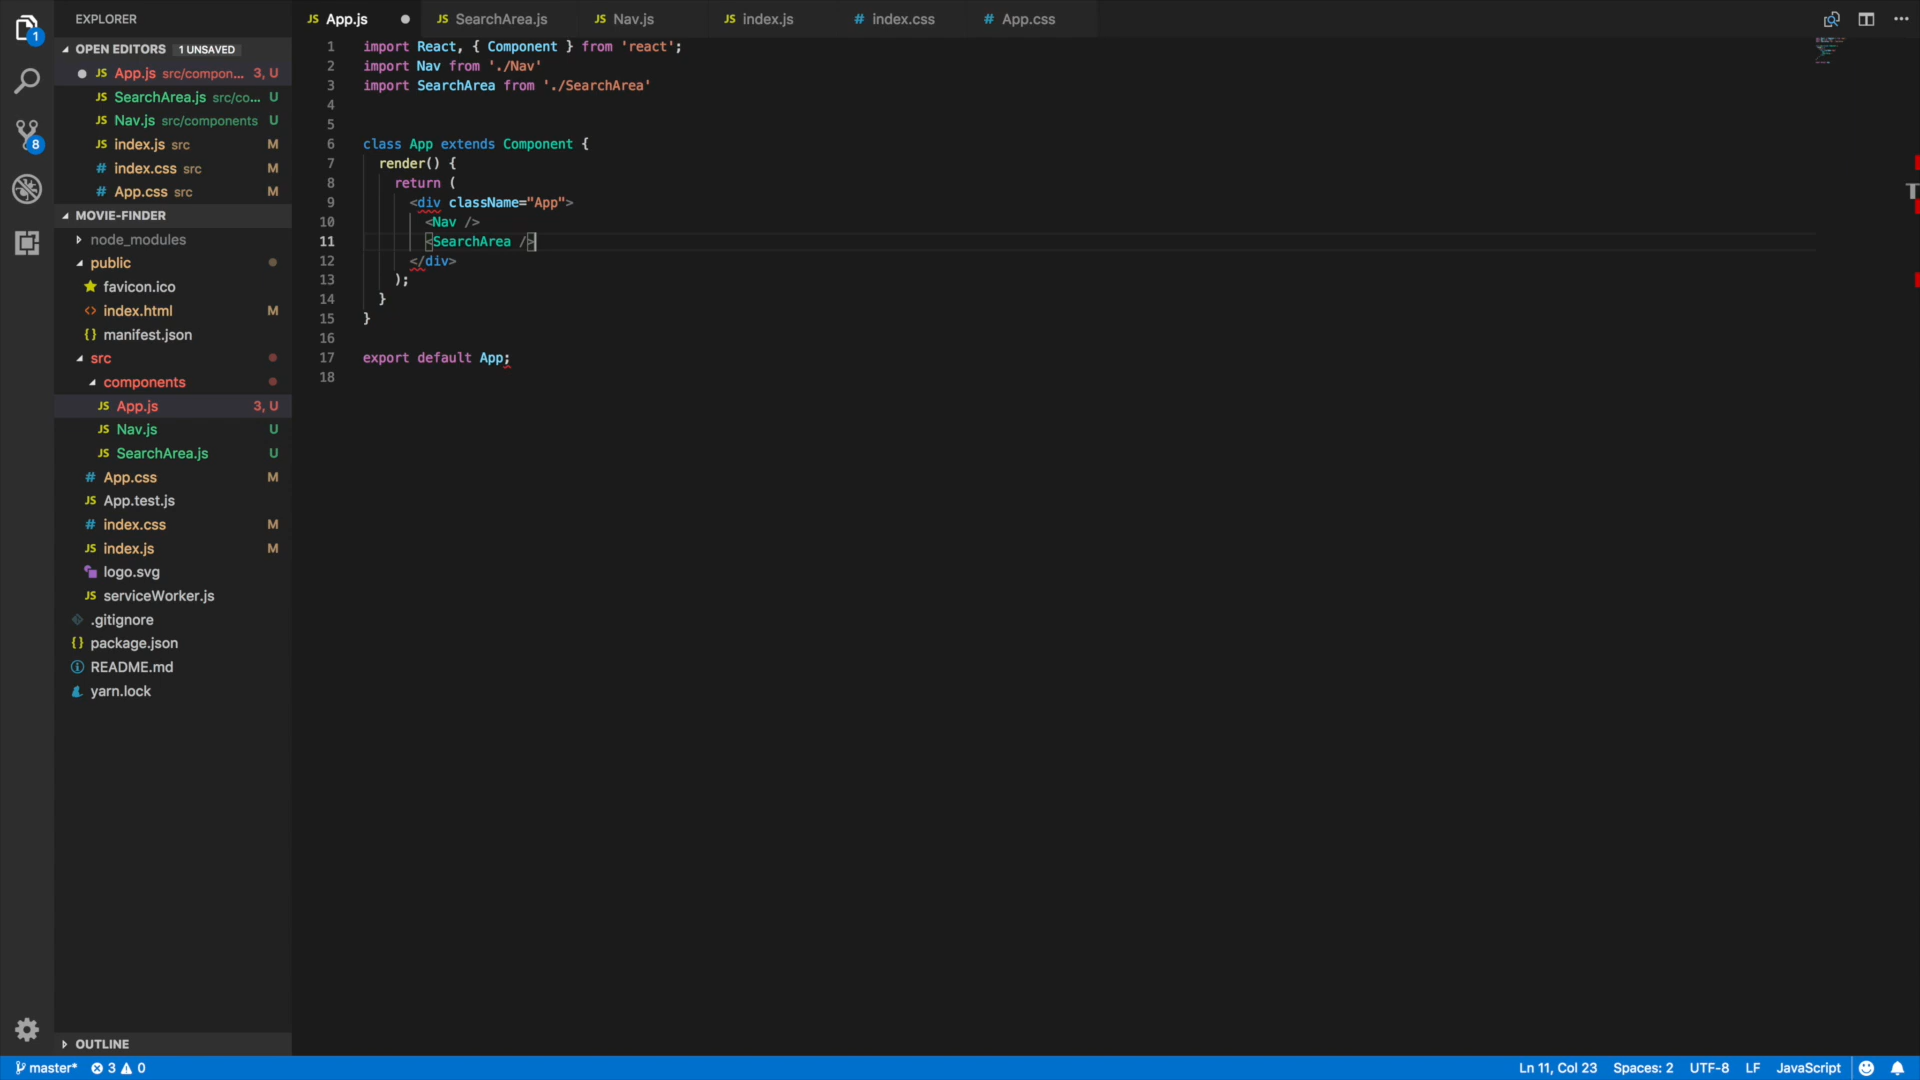 1
8
EXPLORER
OPEN EDITORS 1 UNSAVED
JS App.js src/compon... 3, U
JS SearchArea.js src/co... U
JS Nav.js src/components U
JS index.js src M
# index.css src M
# App.css src M
MOVIE-FINDER
node_modules
public
favicon.ico
<> index.html M
{} manifest.json
src
components
JS App.js 3, U
JS Nav.js U
JS SearchArea.js U
# App.css M
JS App.test.js
# index.css M
JS index.js M
logo.svg
JS serviceWorker.js
.gitignore
{} package.json
README.md
yarn.lock
OUTLINE
JS App.js JS SearchArea.js JS Nav.js JS index.js # index.css # App.css
1 import React, { Component } from 'react';
2 import Nav from './Nav'
3 import SearchArea from './SearchArea'
4
5
6 class App extends Component {
7 render() {
8 return (
9 <div className="App">
10 <Nav />
11 <SearchArea />
12 </div>
13 );
14 }
15 }
16
17 export default App;
18
master* 3 0 Ln 11, Col 23 Spaces: 2 UTF-8 LF JavaScript